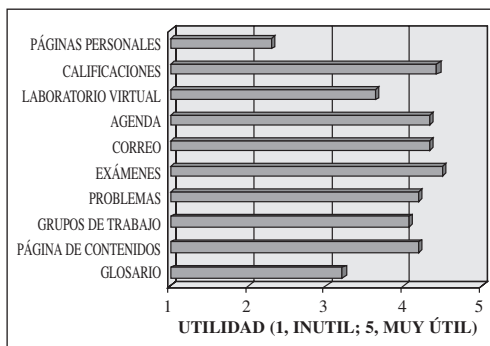 PÁGINAS PERSONALES
CALIFICACIONES
LABORATORIO VIRTUAL
AGENDA
CORREO
EXÁMENES
PROBLEMAS
GRUPOS DE TRABAJO
PÁGINA DE CONTENIDOS
GLOSARIO
1 2 3 4 5
UTILIDAD (1, INUTIL; 5, MUY ÚTIL)